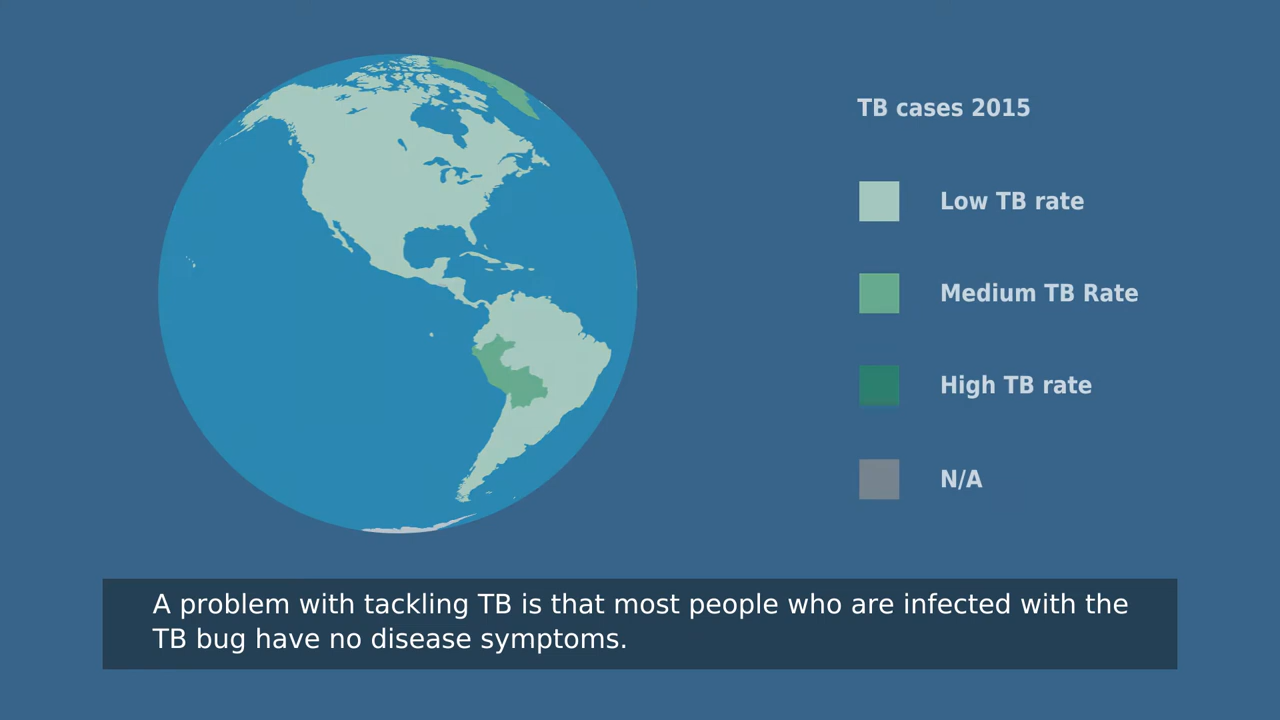 TB cases 2015
Low TB rate
Medium TB Rate
High TB rate
N/A
A problem with tackling TB is that most people who are infected with the
TB bug have no disease symptoms.